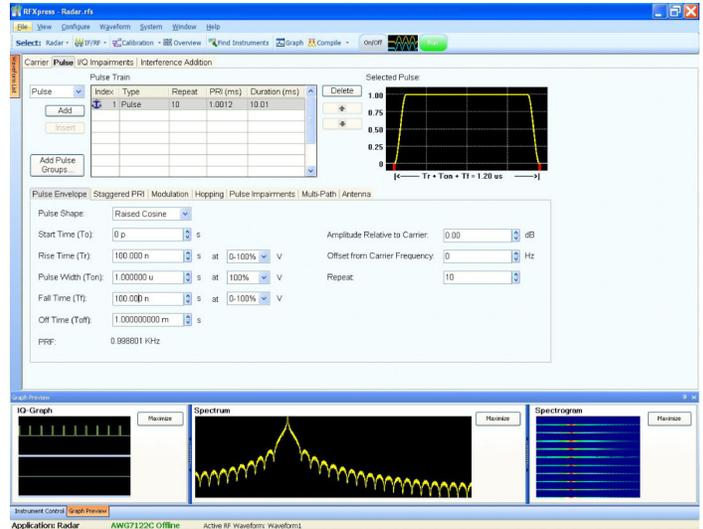 RFXpress - Radar.rfs
File View Configure Waveform System Window Help
Select: Radar IF/RF Calibration Overview Find Instruments Graph Compile On/Off Run
Waveform List
Carrier Pulse I/Q Impairments Interference Addition
Pulse Train
Selected Pulse:
Pulse
Index Type Repeat PRI (ms) Duration (ms)
1 Pulse 10 1.0012 10.01
Add
Insert
Add Pulse
Groups...
Delete
1.00
0.75
0.50
0.25
0
Tr + Ton + Tf = 1.20 us
Pulse Envelope Staggered PRI Modulation Hopping Pulse Impairments Multi-Path Antenna
Pulse Shape: Raised Cosine
Start Time (To): 0 p s
Amplitude Relative to Carrier: 0.00 dB
Rise Time (Tr): 100.000 n s at 0-100% V
Offset from Carrier Frequency: 0 Hz
Pulse Width (Ton): 1.000000 u s at 100% V
Repeat: 10
Fall Time (Tf): 100.000 n s at 0-100% V
Off Time (Toff): 1.000000000 m s
PRF: 0.998801 KHz
Graph Preview
IQ-Graph Maximize
Spectrum Maximize
Spectrogram Maximize
Instrument Control Graph Preview
Application: Radar AWG7122C Offline Active RF Waveform: Waveform1